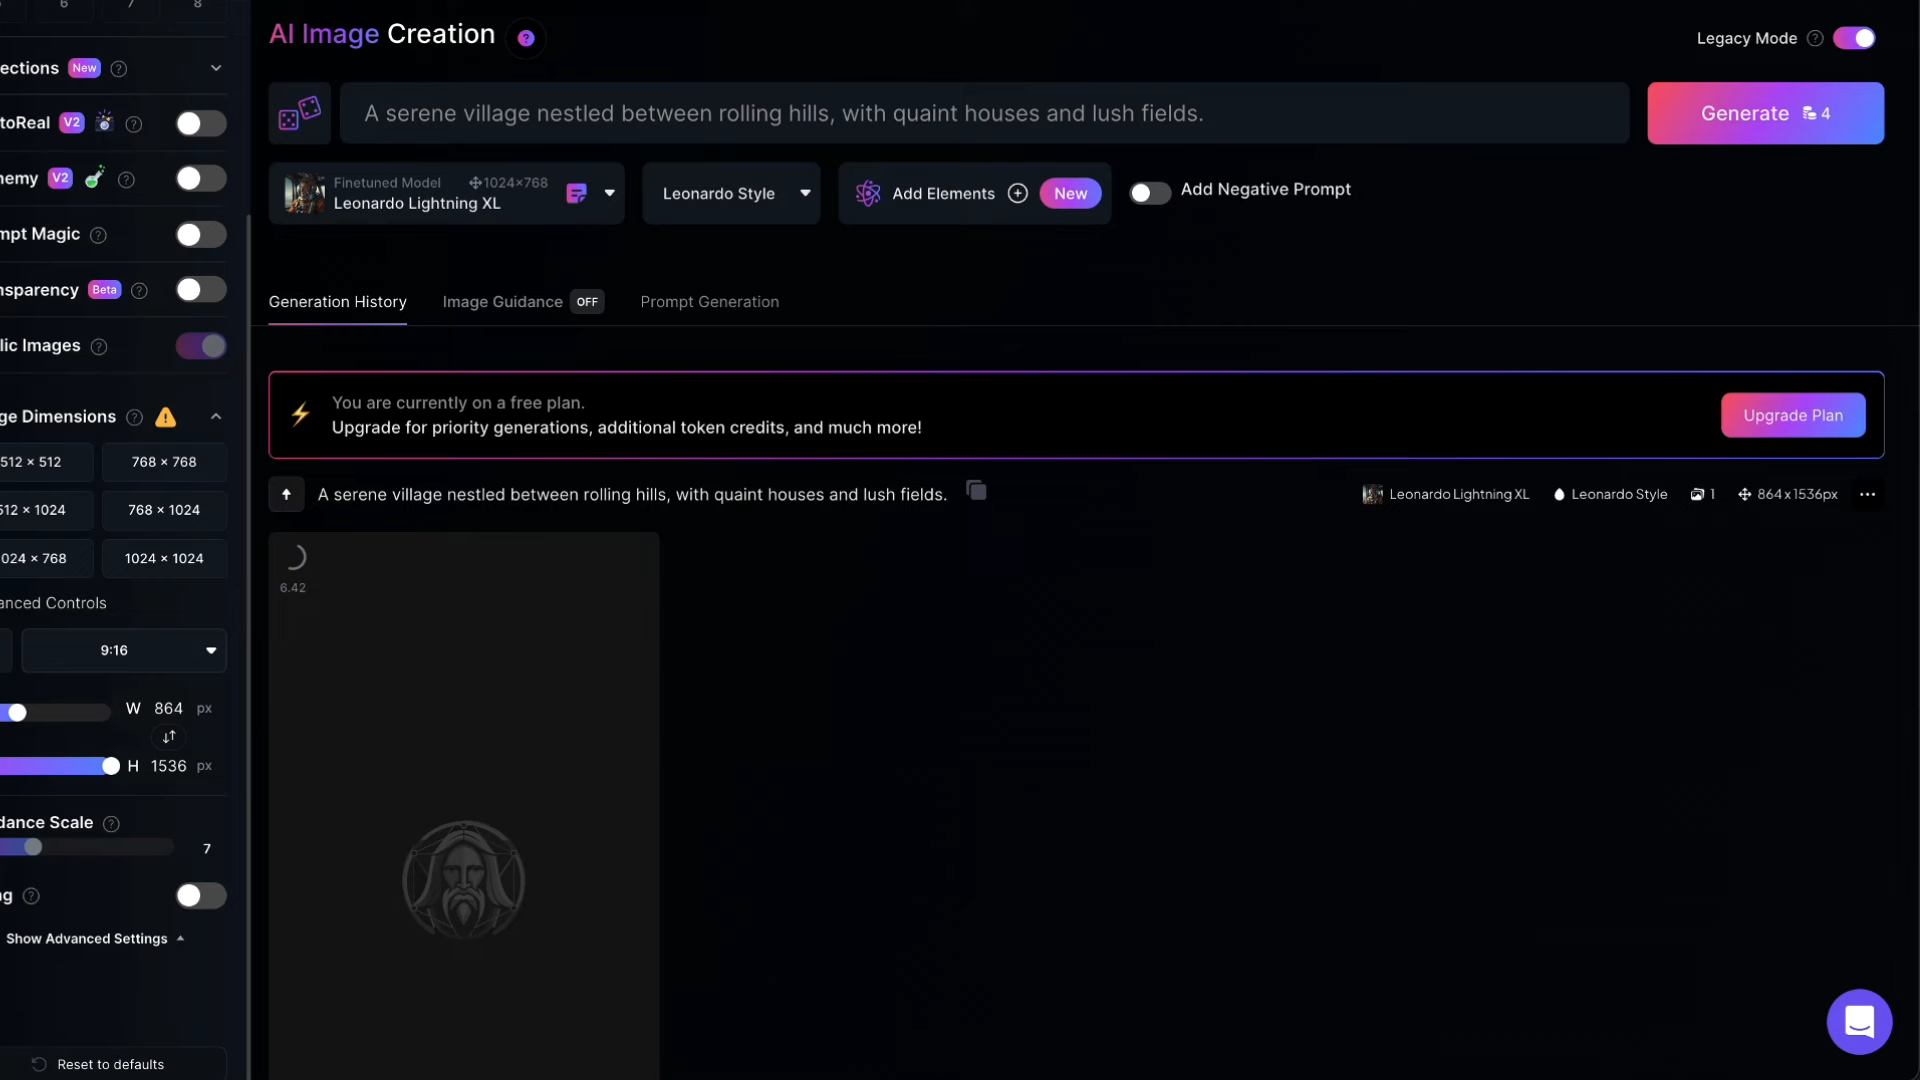 6 7 8
AI Image Creation ?
Legacy Mode ?
ections New ?
A serene village nestled between rolling hills, with quaint houses and lush fields.
Generate 4
toReal V2 ?
Finetuned Model 1024×768
Leonardo Lightning XL
Leonardo Style
Add Elements New
Add Negative Prompt
hemy V2 ?
mpt Magic ?
nsparency Beta ?
Generation History
Image Guidance OFF
Prompt Generation
lic Images ?
You are currently on a free plan.
Upgrade for priority generations, additional token credits, and much more!
Upgrade Plan
ge Dimensions ?
512 × 512
768 × 768
A serene village nestled between rolling hills, with quaint houses and lush fields.
Leonardo Lightning XL
Leonardo Style
1
864 x 1536px
512 × 1024
768 × 1024
024 × 768
1024 × 1024
6.42
anced Controls
9:16
W 864 px
H 1536 px
dance Scale ?
7
g ?
Show Advanced Settings
Reset to defaults